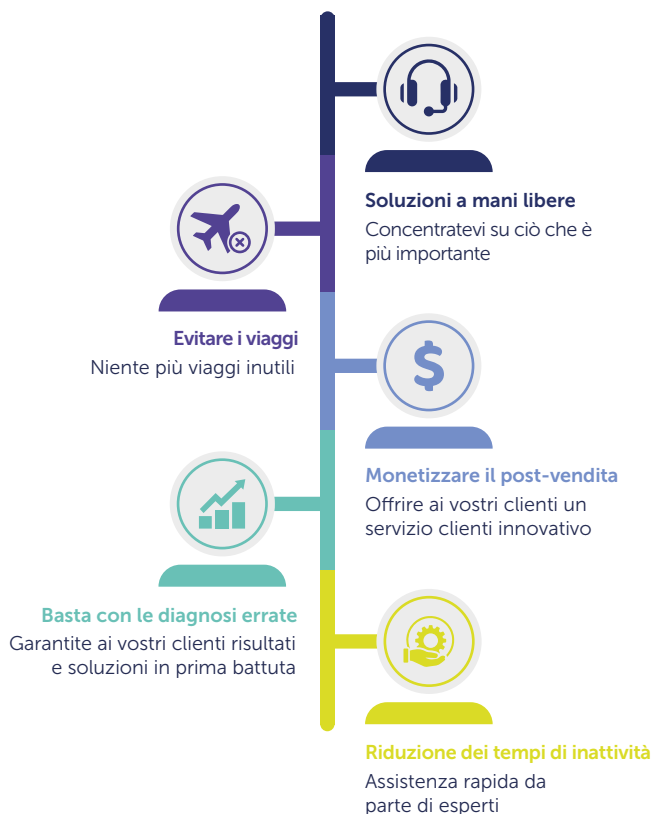 Soluzioni a mani libere
Concentratevi su ciò che è
più importante
Evitare i viaggi
Niente più viaggi inutili
Monetizzare il post-vendita
Offrire ai vostri clienti un
servizio clienti innovativo
Basta con le diagnosi errate
Garantite ai vostri clienti risultati
e soluzioni in prima battuta
Riduzione dei tempi di inattività
Assistenza rapida da
parte di esperti